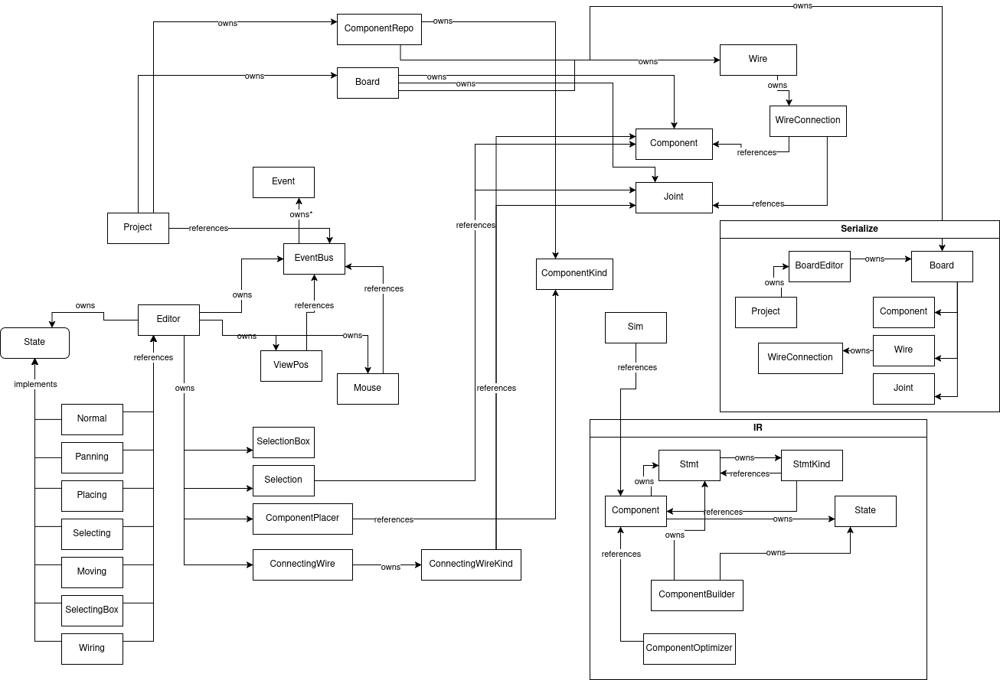 owns
ComponentRepo
owns
owns
owns
Wire
owns
Board
owns
owns
owns
WireConnection
Component
references
Event
Joint
refences
owns*
Project
references
references
Serialize
EventBus
owns
BoardEditor
owns
Board
ComponentKind
references
owns
owns
references
owns
Project
Component
Editor
State
owns
owns
ViewPos
Sim
WireConnection
owns
Wire
references
references
implements
owns
Mouse
references
Joint
Normal
IR
SelectionBox
Panning
Stmt
owns
StmtKind
references
Selection
owns
Placing
Component
references
State
ComponentPlacer
references
owns
Selecting
owns
references
owns
Moving
ConnectingWire
owns
ConnectingWireKind
ComponentBuilder
SelectingBox
Wiring
ComponentOptimizer